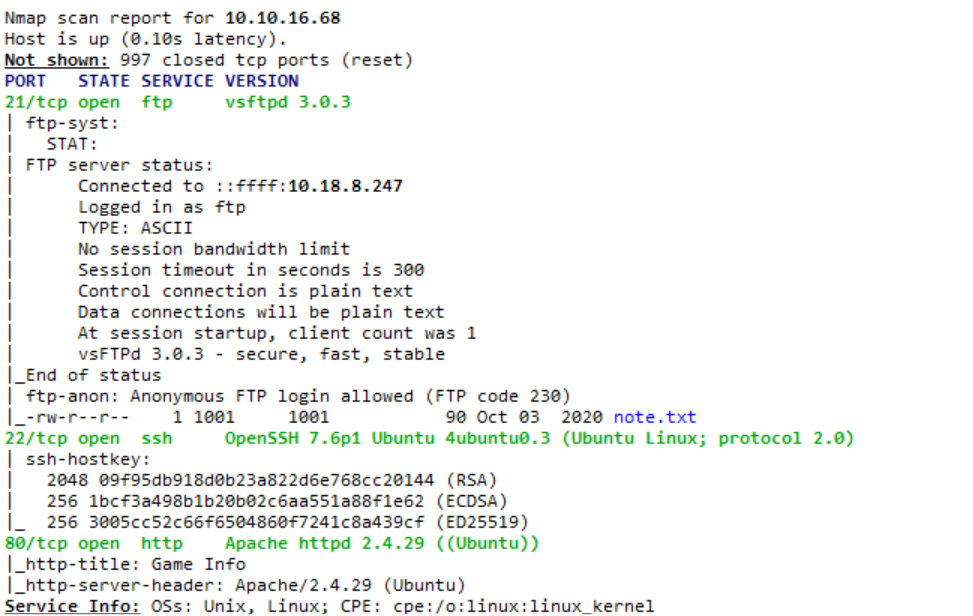 Nmap scan report for 10.10.16.68
Host is up (0.10s latency).
Not shown: 997 closed tcp ports (reset)
PORT   STATE SERVICE VERSION
21/tcp open  ftp     vsftpd 3.0.3
| ftp-syst:
|   STAT:
| FTP server status:
|      Connected to ::ffff:10.18.8.247
|      Logged in as ftp
|      TYPE: ASCII
|      No session bandwidth limit
|      Session timeout in seconds is 300
|      Control connection is plain text
|      Data connections will be plain text
|      At session startup, client count was 1
|      vsFTPd 3.0.3 - secure, fast, stable
|_End of status
| ftp-anon: Anonymous FTP login allowed (FTP code 230)
|_-rw-r--r--    1 1001     1001           90 Oct 03  2020 note.txt
22/tcp open  ssh     OpenSSH 7.6p1 Ubuntu 4ubuntu0.3 (Ubuntu Linux; protocol 2.0)
| ssh-hostkey:
|   2048 09f95db918d0b23a822d6e768cc20144 (RSA)
|   256 1bcf3a498b1b20b02c6aa551a88f1e62 (ECDSA)
|_  256 3005cc52c66f6504860f7241c8a439cf (ED25519)
80/tcp open  http    Apache httpd 2.4.29 ((Ubuntu))
|_http-title: Game Info
|_http-server-header: Apache/2.4.29 (Ubuntu)
Service Info: OSs: Unix, Linux; CPE: cpe:/o:linux:linux_kernel